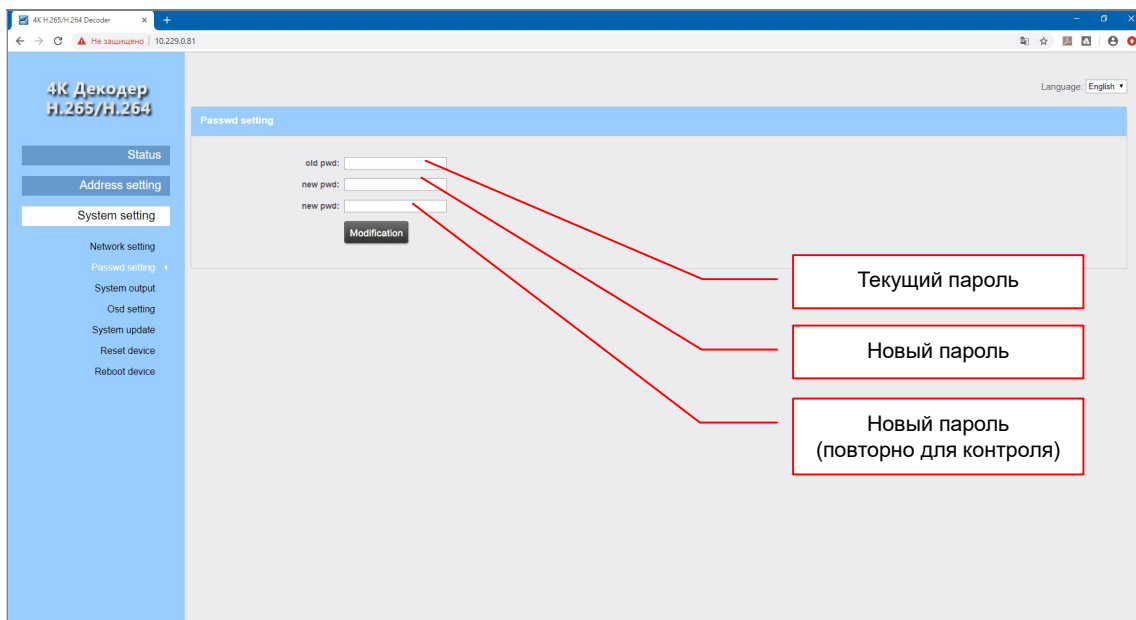 4K H.265/H.264 Decoder
Не защищено | 10.229.0.81
4К Декодер
H.265/H.264
Language: English
Passwd setting
Status
Address setting
System setting
Network setting
Passwd setting
System output
Osd setting
System update
Reset device
Reboot device
old pwd:
new pwd:
new pwd:
Modification
Текущий пароль
Новый пароль
Новый пароль
(повторно для контроля)